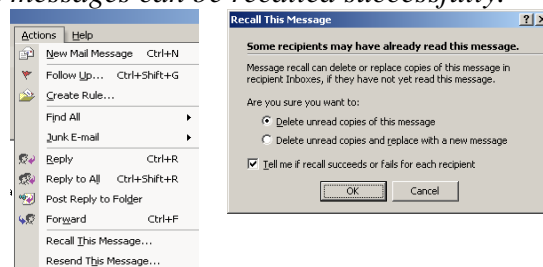 messages can be recalled successfully.
Actions Help
New Mail Message Ctrl+N
Follow Up... Ctrl+Shift+G
Create Rule...
Find All
Junk E-mail
Reply Ctrl+R
Reply to All Ctrl+Shift+R
Post Reply to Folder
Forward Ctrl+F
Recall This Message...
Resend This Message...
Recall This Message
Some recipients may have already read this message.
Message recall can delete or replace copies of this message in
recipient Inboxes, if they have not yet read this message.
Are you sure you want to:
Delete unread copies of this message
Delete unread copies and replace with a new message
Tell me if recall succeeds or fails for each recipient
OK Cancel